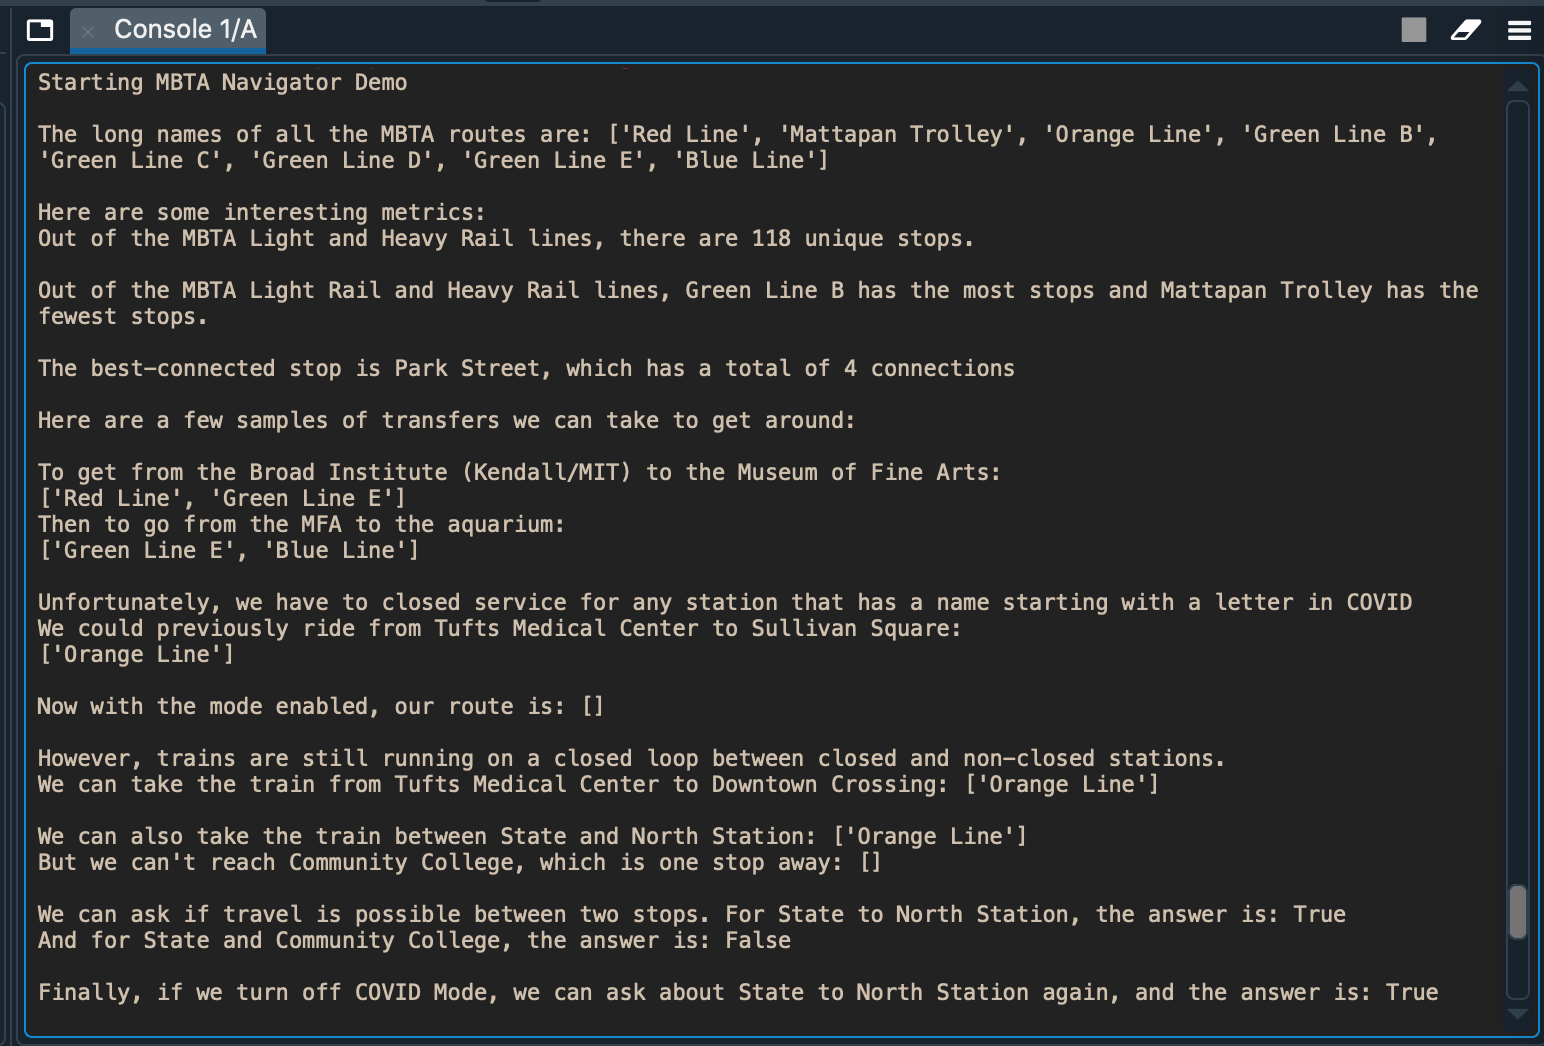 Console 1/A
Starting MBTA Navigator Demo
The long names of all the MBTA routes are: ['Red Line', 'Mattapan Trolley', 'Orange Line', 'Green Line B',
'Green Line C', 'Green Line D', 'Green Line E', 'Blue Line']
Here are some interesting metrics:
Out of the MBTA Light and Heavy Rail lines, there are 118 unique stops.
Out of the MBTA Light Rail and Heavy Rail lines, Green Line B has the most stops and Mattapan Trolley has the
fewest stops.
The best-connected stop is Park Street, which has a total of 4 connections
Here are a few samples of transfers we can take to get around:
To get from the Broad Institute (Kendall/MIT) to the Museum of Fine Arts:
['Red Line', 'Green Line E']
Then to go from the MFA to the aquarium:
['Green Line E', 'Blue Line']
Unfortunately, we have to closed service for any station that has a name starting with a letter in COVID
We could previously ride from Tufts Medical Center to Sullivan Square:
['Orange Line']
Now with the mode enabled, our route is: []
However, trains are still running on a closed loop between closed and non-closed stations.
We can take the train from Tufts Medical Center to Downtown Crossing: ['Orange Line']
We can also take the train between State and North Station: ['Orange Line']
But we can't reach Community College, which is one stop away: []
We can ask if travel is possible between two stops. For State to North Station, the answer is: True
And for State and Community College, the answer is: False
Finally, if we turn off COVID Mode, we can ask about State to North Station again, and the answer is: True